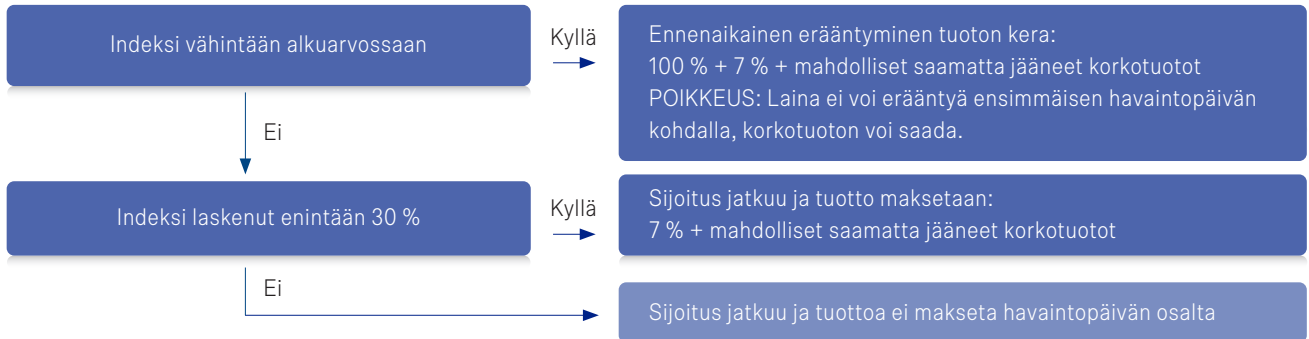 Indeksi vähintään alkuarvossaan
Kyllä
Ennenaikainen erääntyminen tuoton kera:
100 % + 7 % + mahdolliset saamatta jääneet korkotuotot
POIKKEUS: Laina ei voi erääntyä ensimmäisen havaintopäivän
kohdalla, korkotuoton voi saada.
Ei
Indeksi laskenut enintään 30 %
Kyllä
Sijoitus jatkuu ja tuotto maksetaan:
7 % + mahdolliset saamatta jääneet korkotuotot
Ei
Sijoitus jatkuu ja tuottoa ei makseta havaintopäivän osalta